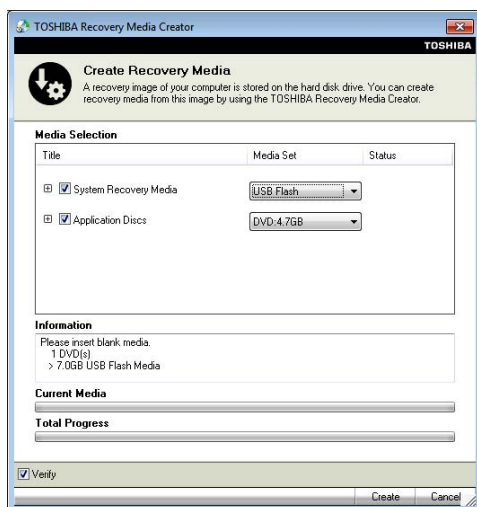 TOSHIBA Recovery Media Creator
TOSHIBA
Create Recovery Media
A recovery image of your computer is stored on the hard disk drive. You can create
recovery media from this image by using the TOSHIBA Recovery Media Creator.
Media Selection
Title Media Set Status
System Recovery Media USB Flash
Application Discs DVD:4.7GB
Information
Please insert blank media.
1 DVD(s)
> 7.0GB USB Flash Media
Current Media
Total Progress
Verify
Create Cancel